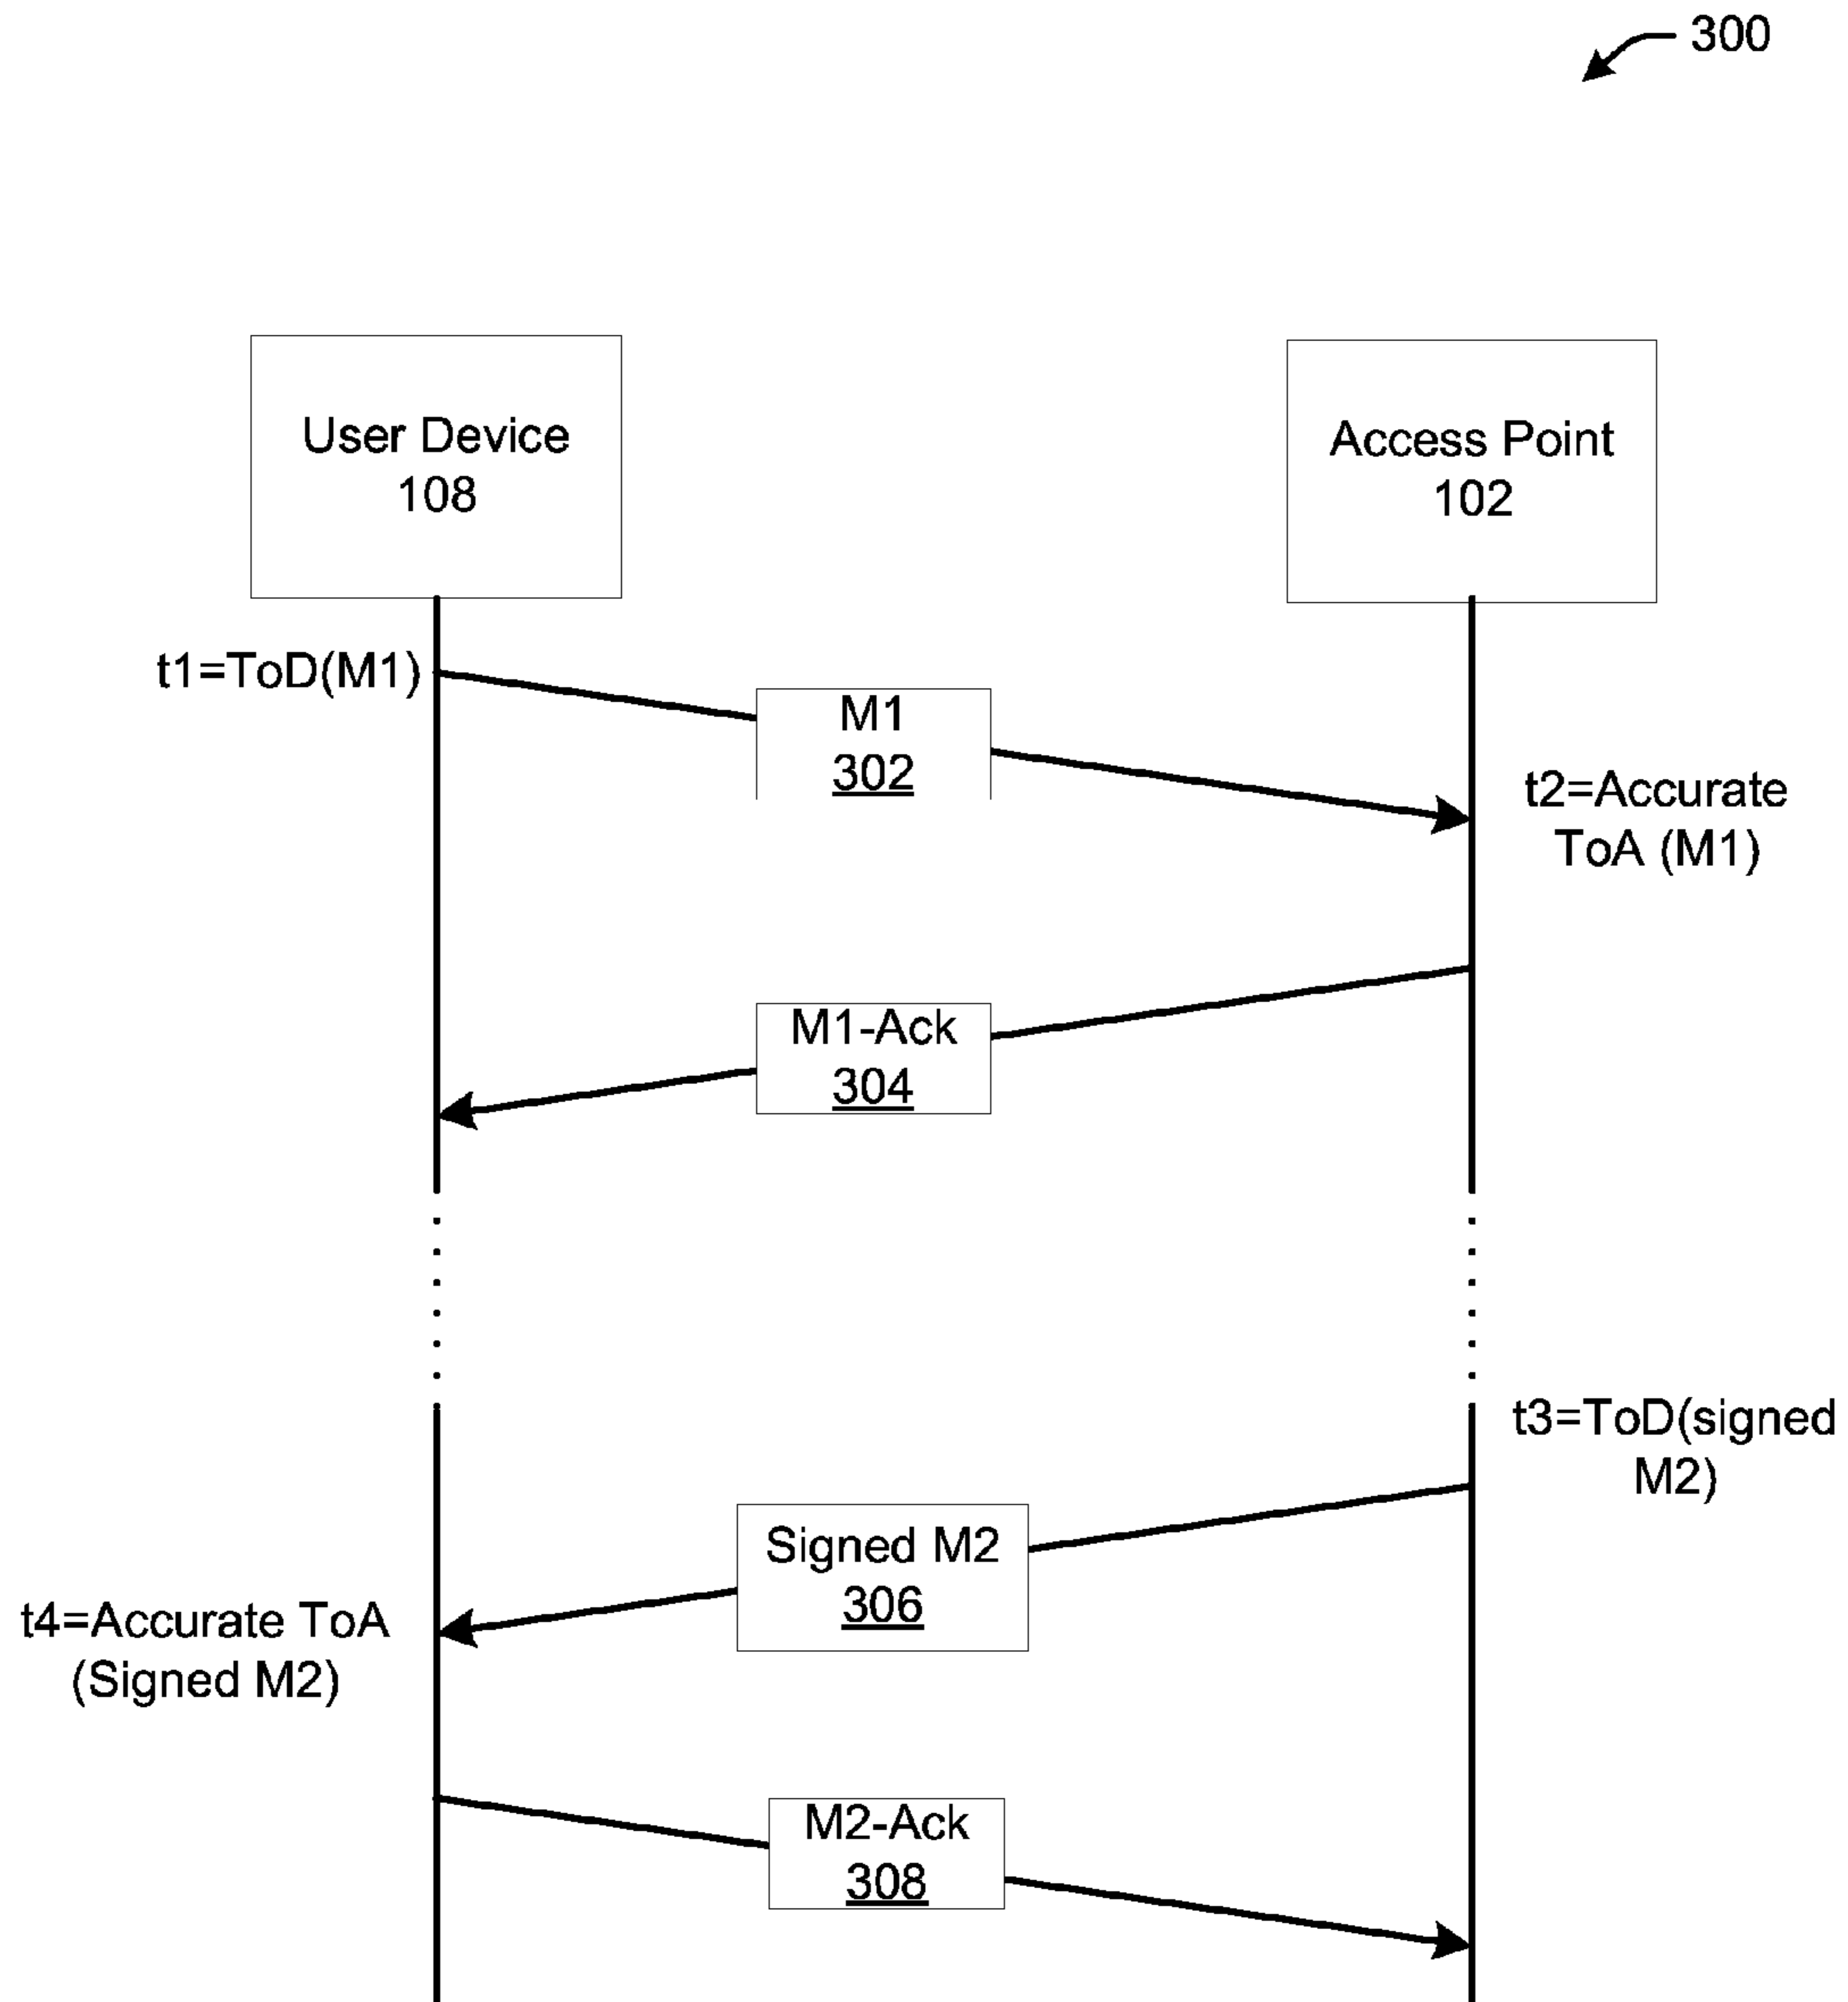 300
User Device
108
Access Point
102
t1=ToD(M1)
M1
302
t2=Accurate
ToA (M1)
M1-Ack
304
t3=ToD(signed
M2)
Signed M2
306
t4=Accurate ToA
(Signed M2)
M2-Ack
308